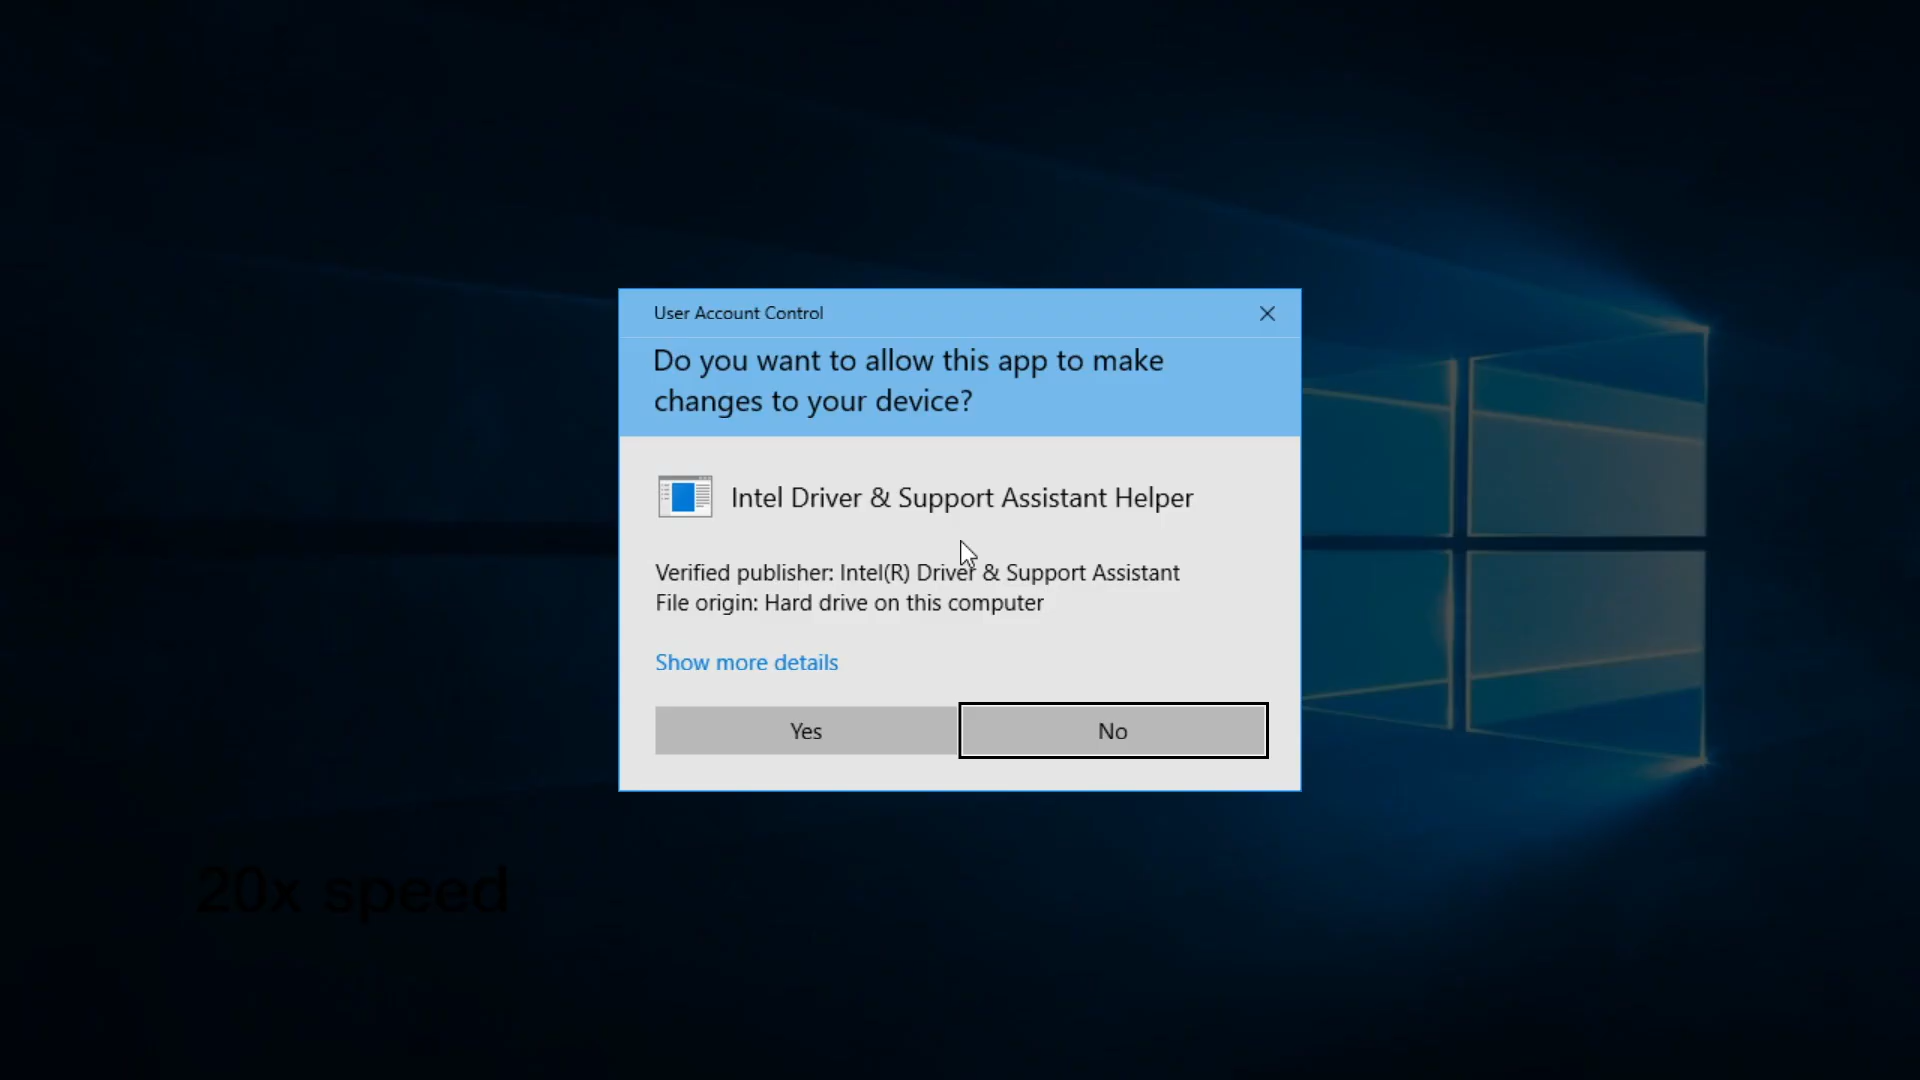 User Account Control
Do you want to allow this app to make
changes to your device?
Intel Driver & Support Assistant Helper
Verified publisher: Intel(R) Driver & Support Assistant
File origin: Hard drive on this computer
Show more details
Yes
No
20x speed